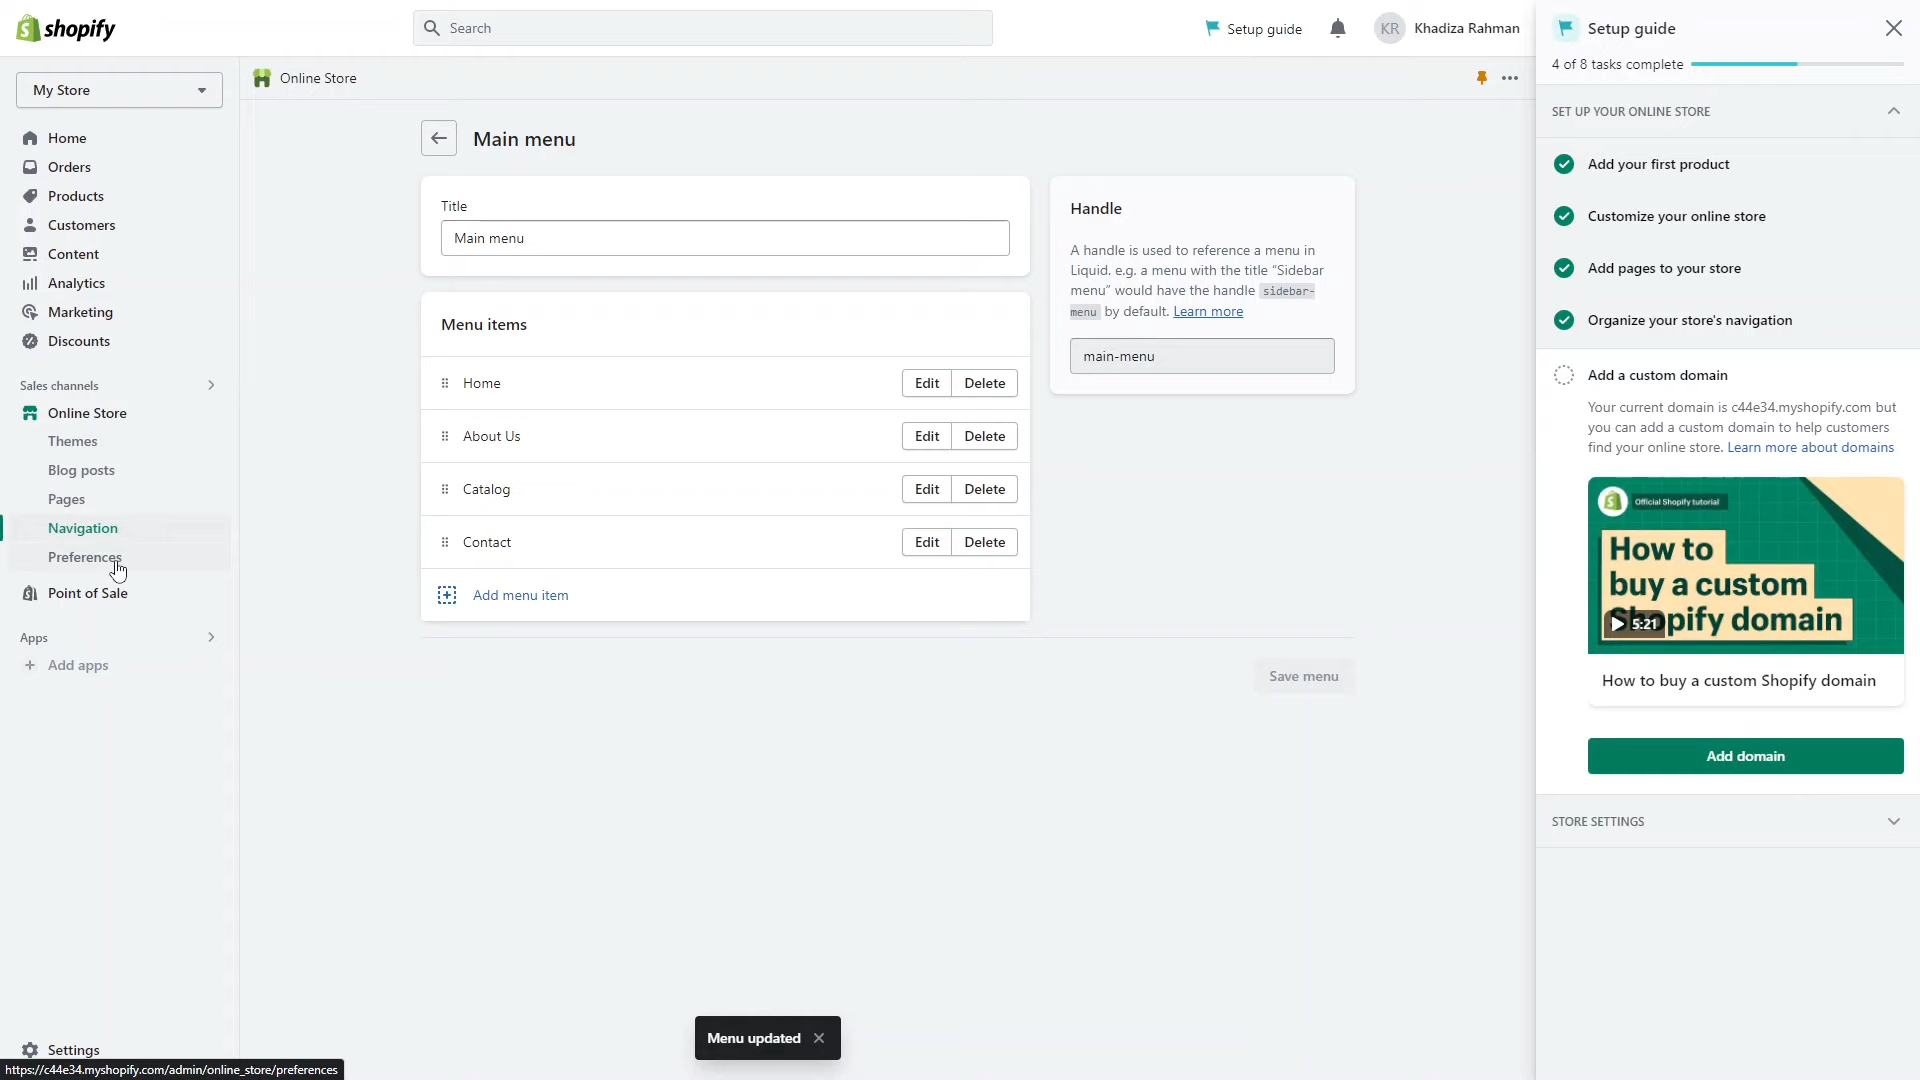 shopify
Search
Setup guide
KR
Khadiza Rahman
My Store
Home
Orders
Products
Customers
Content
Analytics
Marketing
Discounts
Sales channels
Online Store
Themes
Blog posts
Pages
Navigation
Preferences
Point of Sale
Apps
Add apps
Settings
https://c44e34.myshopify.com/admin/online_store/preferences
Online Store
Main menu
Title
Main menu
Menu items
Home Edit Delete
About Us Edit Delete
Catalog Edit Delete
Contact Edit Delete
Add menu item
Handle
A handle is used to reference a menu in
Liquid. e.g. a menu with the title “Sidebar
menu” would have the handle sidebar-
menu by default. Learn more
main-menu
Save menu
Menu updated
Setup guide
4 of 8 tasks complete
SET UP YOUR ONLINE STORE
Add your first product
Customize your online store
Add pages to your store
Organize your store's navigation
Add a custom domain
Your current domain is c44e34.myshopify.com but
you can add a custom domain to help customers
find your online store. Learn more about domains
Official Shopify tutorial
How to
buy a custom
Shopify domain
5:21
How to buy a custom Shopify domain
Add domain
STORE SETTINGS